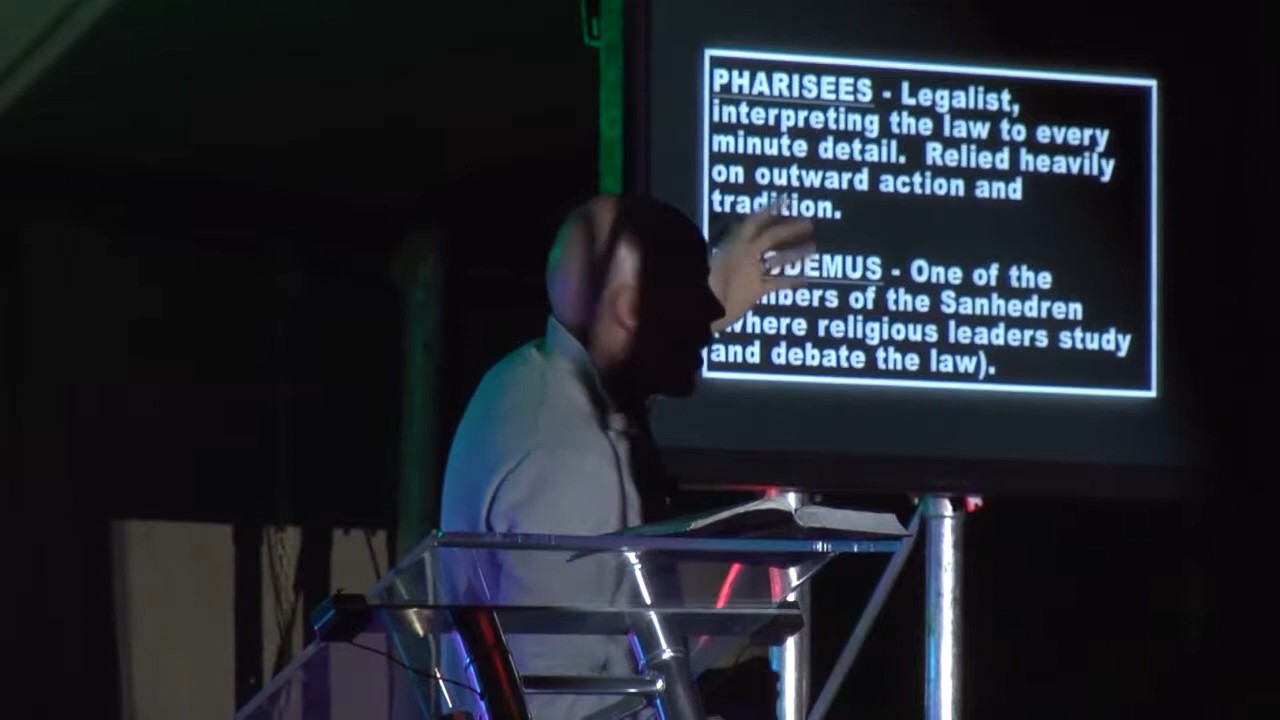 PHARISEES - Legalist,
interpreting the law to every
minute detail. Relied heavily
on outward action and
tradition.
- One of the
of the Sanhedren
(where religious leaders study
and debate the law).